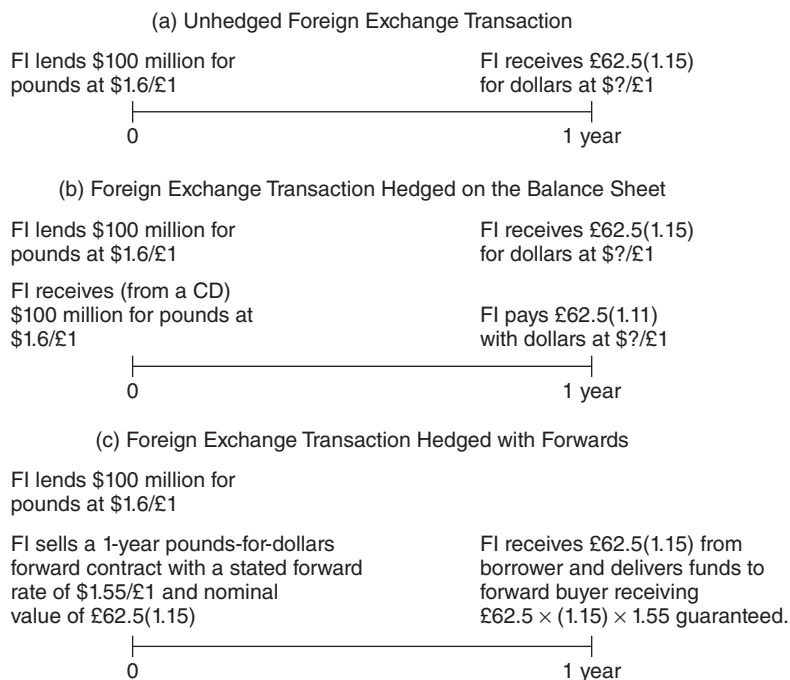 (a) Unhedged Foreign Exchange Transaction
FI lends $100 million for
pounds at $1.6/£1
FI receives £62.5(1.15)
for dollars at $?/£1
0
1 year
(b) Foreign Exchange Transaction Hedged on the Balance Sheet
FI lends $100 million for
pounds at $1.6/£1
FI receives £62.5(1.15)
for dollars at $?/£1
FI receives (from a CD)
$100 million for pounds at
$1.6/£1
FI pays £62.5(1.11)
with dollars at $?/£1
0
1 year
(c) Foreign Exchange Transaction Hedged with Forwards
FI lends $100 million for
pounds at $1.6/£1
FI sells a 1-year pounds-for-dollars
forward contract with a stated forward
rate of $1.55/£1 and nominal
value of £62.5(1.15)
FI receives £62.5(1.15) from
borrower and delivers funds to
forward buyer receiving
£62.5 × (1.15) × 1.55 guaranteed.
0
1 year